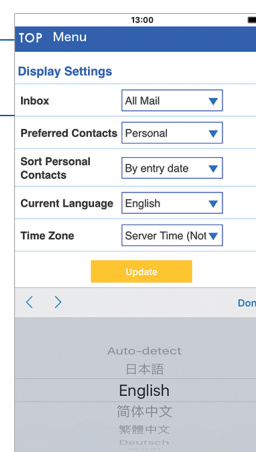 13:00
TOP Menu
Display Settings
Inbox All Mail
Preferred Contacts Personal
Sort Personal
Contacts By entry date
Current Language English
Time Zone Server Time (Not
Update
Don
Auto-detect
日本語
English
简体中文
繁體中文
Deutsch